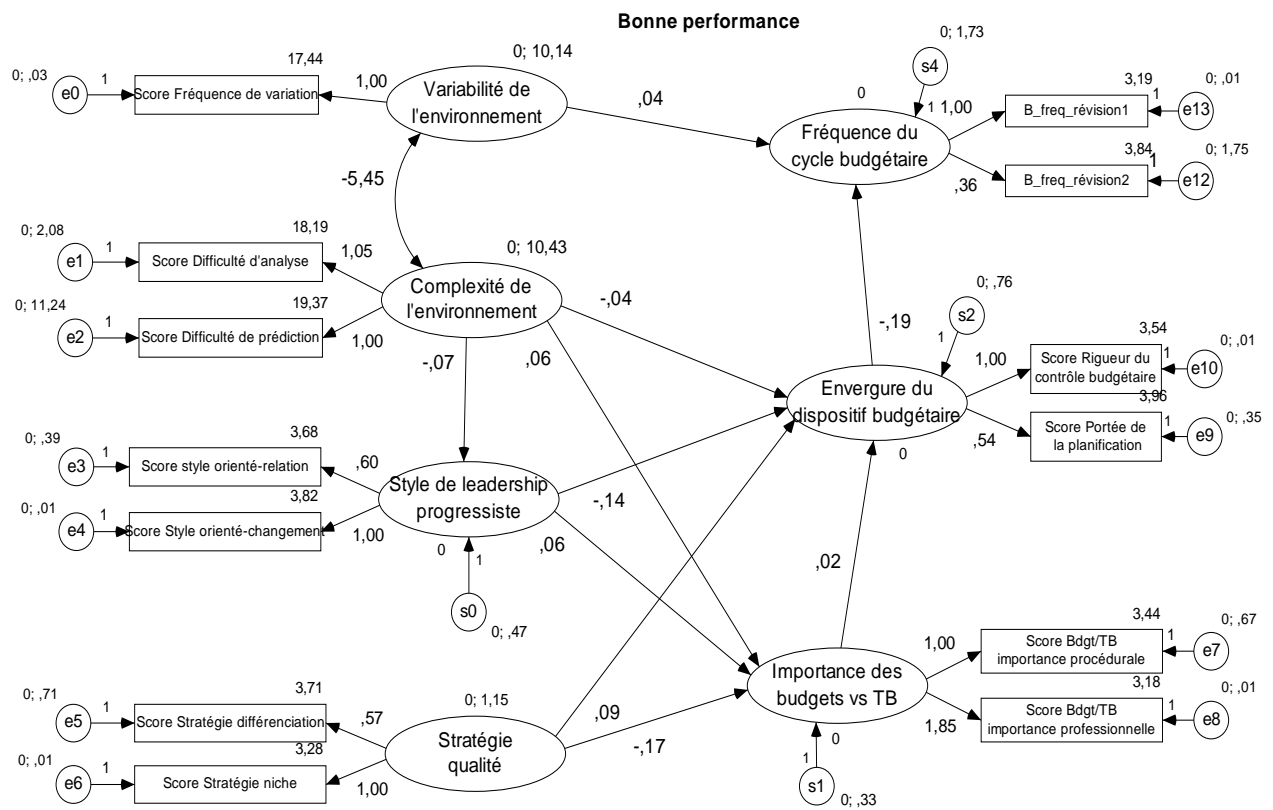 Bonne performance
0; ,03
e0
1
17,44
Score Fréquence de variation
1,00
0; 10,14
Variabilité de
l'environnement
,04
0; 1,73
s4
0
1
Fréquence du
cycle budgétaire
1,00
3,19
B_freq_révision1
1
0; ,01
e13
,36
3,84
B_freq_révision2
1
0; 1,75
e12
-5,45
0; 2,08
e1
1
18,19
Score Difficulté d'analyse
1,05
0; 11,24
e2
1
19,37
Score Difficulté de prédiction
1,00
0; 10,43
Complexité de
l'environnement
-,04
-,07
,06
-,19
0; ,76
s2
1
Envergure du
dispositif budgétaire
0
1,00
3,54
Score Rigueur du
contrôle budgétaire
1
0; ,01
e10
,54
3,96
Score Portée de
la planification
1
0; ,35
e9
0; ,39
e3
1
3,68
Score style orienté-relation
,60
0; ,01
e4
1
3,82
Score Style orienté-changement
1,00
Style de leadership
progressiste
0
1
s0
0; ,47
-,14
,06
,02
0; ,71
e5
1
3,71
Score Stratégie différenciation
,57
0; ,01
e6
1
3,28
Score Stratégie niche
1,00
0; 1,15
Stratégie
qualité
,09
-,17
Importance des
budgets vs TB
0
1
s1
0; ,33
1,00
3,44
Score Bdgt/TB
importance procédurale
1
0; ,67
e7
1,85
3,18
Score Bdgt/TB
importance professionnelle
1
0; ,01
e8